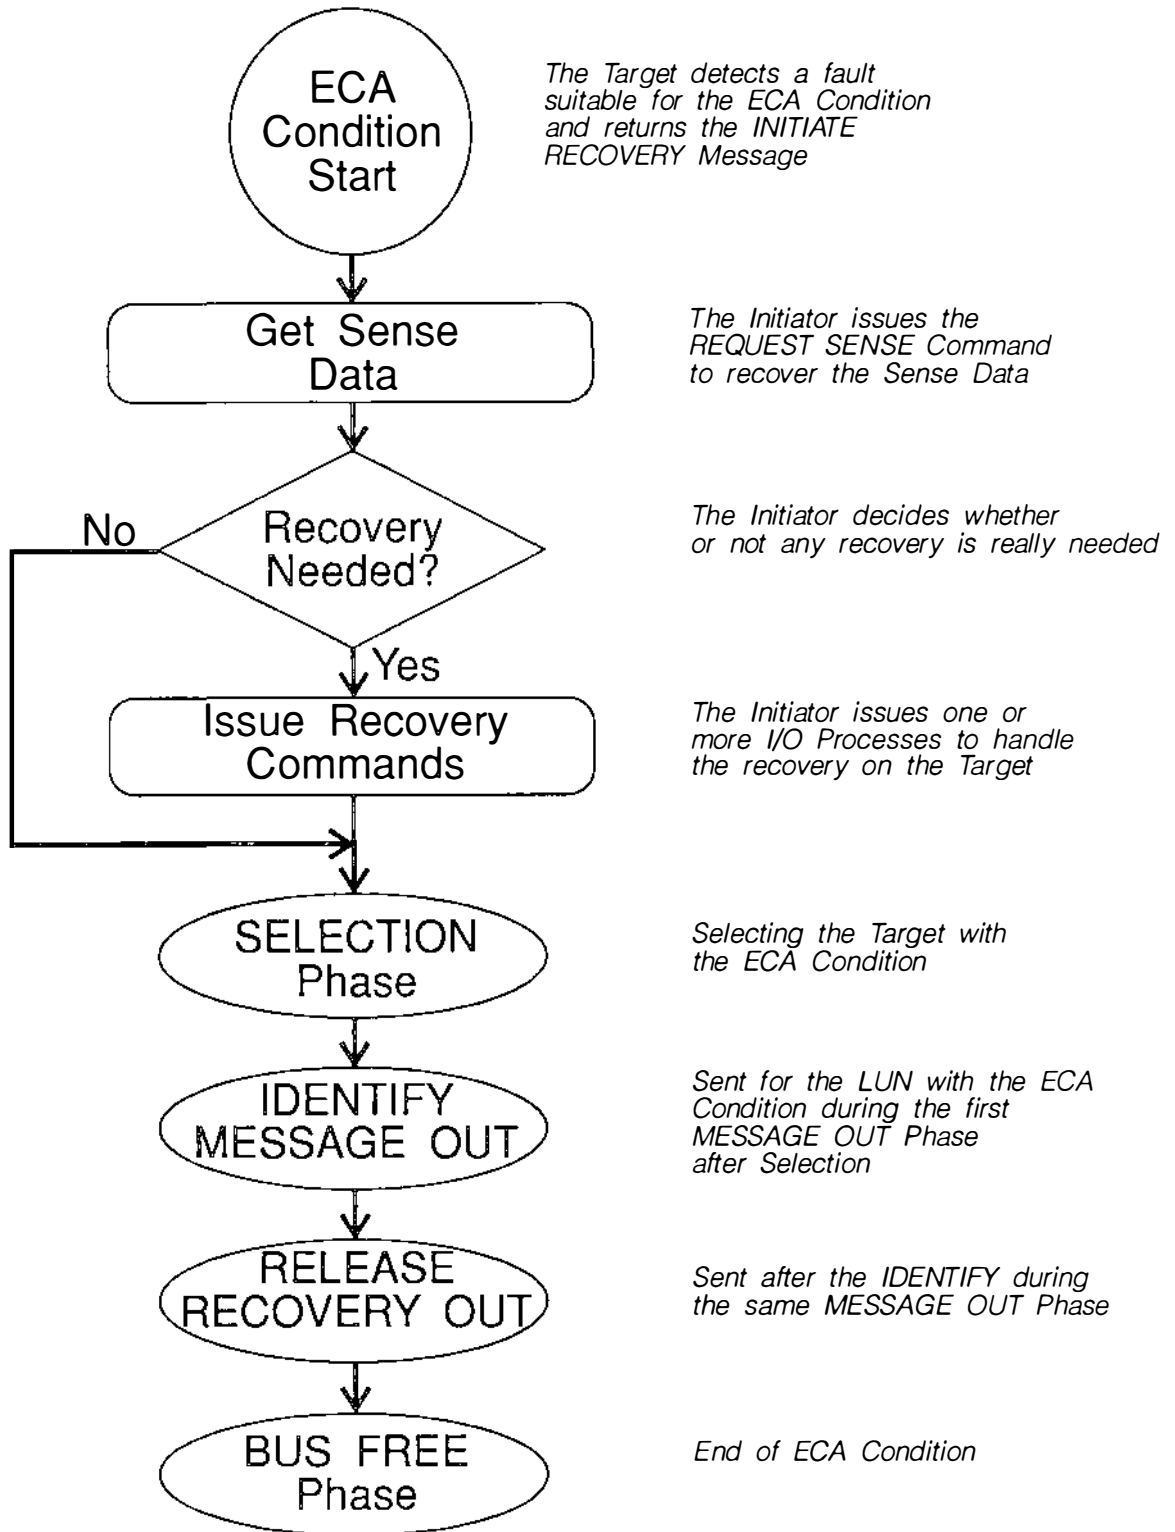 ECA
Condition
Start
The Target detects a fault
suitable for the ECA Condition
and returns the INITIATE
RECOVERY Message
Get Sense
Data
The Initiator issues the
REQUEST SENSE Command
to recover the Sense Data
No
Recovery
Needed?
The Initiator decides whether
or not any recovery is really needed
Yes
Issue Recovery
Commands
The Initiator issues one or
more I/O Processes to handle
the recovery on the Target
SELECTION
Phase
Selecting the Target with
the ECA Condition
IDENTIFY
MESSAGE OUT
Sent for the LUN with the ECA
Condition during the first
MESSAGE OUT Phase
after Selection
RELEASE
RECOVERY OUT
Sent after the IDENTIFY during
the same MESSAGE OUT Phase
BUS FREE
Phase
End of ECA Condition